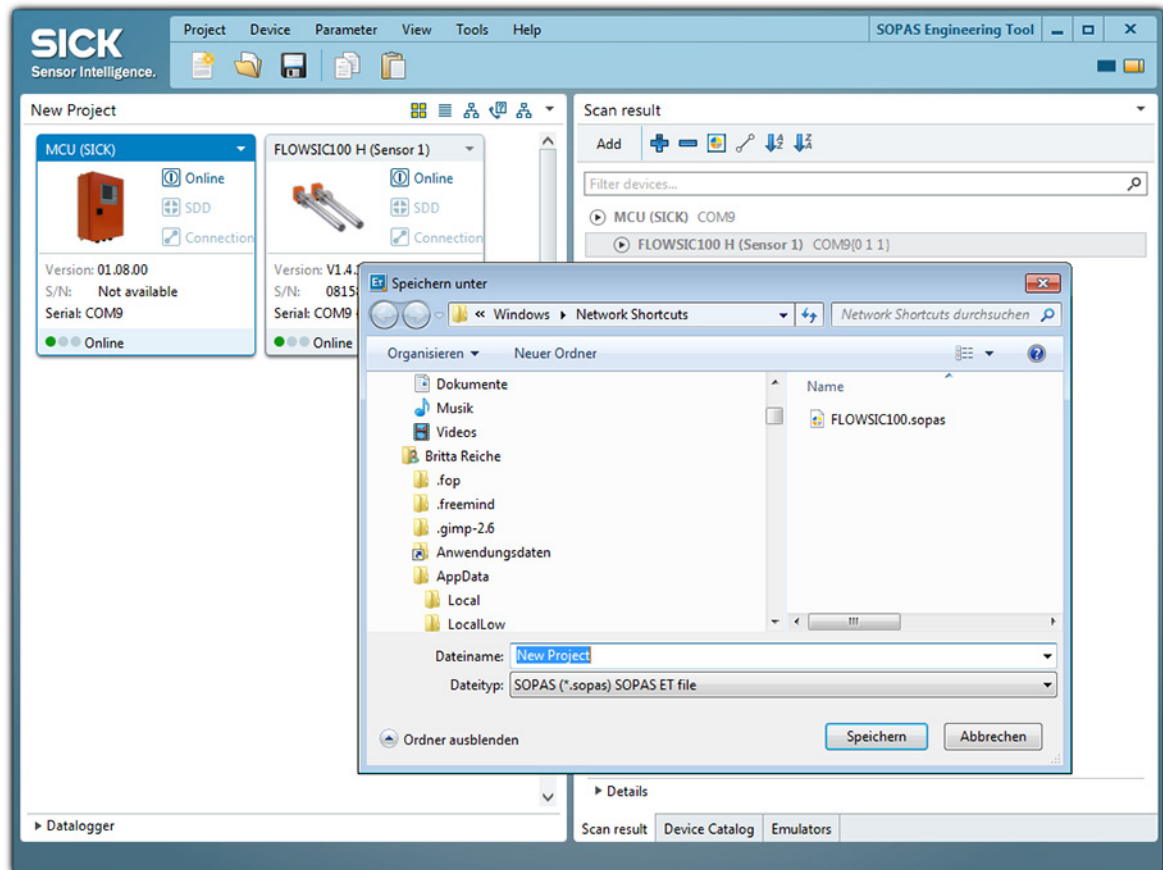 SICK
Sensor Intelligence.
Project Device Parameter View Tools Help
SOPAS Engineering Tool
New Project
MCU (SICK)
Online
SDD
Connection
Version: 01.08.00
S/N: Not available
Serial: COM9
Online
FLOWSIC100 H (Sensor 1)
Online
SDD
Connection
Version: V1.4.
S/N: 0815
Serial: COM9
Online
Datalogger
Scan result
Add
Filter devices...
MCU (SICK) COM9
FLOWSIC100 H (Sensor 1) COM9{0 1 1}
ET Speichern unter
« Windows Network Shortcuts
Network Shortcuts durchsuchen
Organisieren Neuer Ordner
Dokumente
Musik
Videos
Britta Reiche
.fop
.freemind
.gimp-2.6
Anwendungsdaten
AppData
Local
LocalLow
Name
FLOWSIC100.sopas
Dateiname: New Project
Dateityp: SOPAS (*.sopas) SOPAS ET file
Ordner ausblenden
Speichern Abbrechen
Details
Scan result Device Catalog Emulators